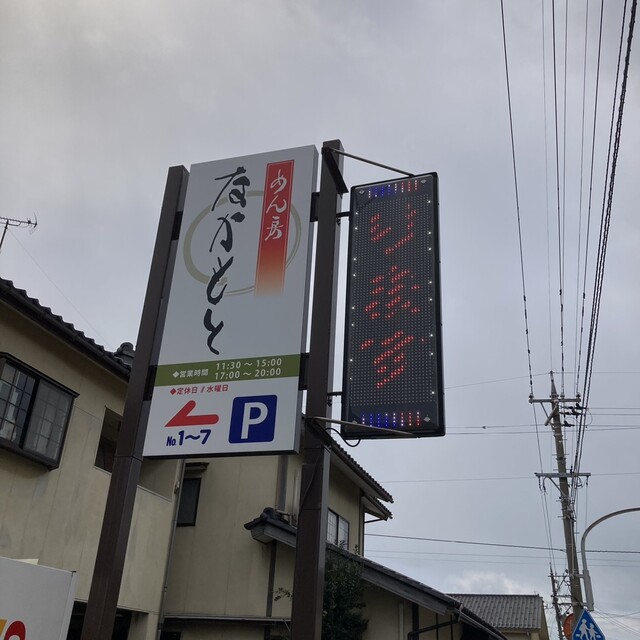 めん房
なかもと
◆営業時間
11:30～15:00
17:00～20:00
◆定休日 // 水曜日
No.1～7
P